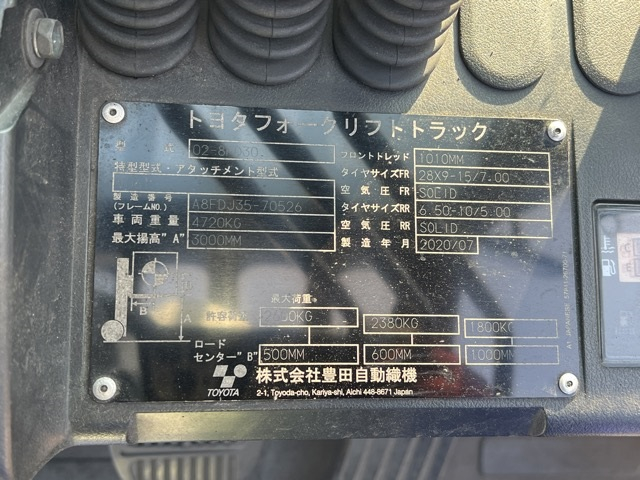 トヨタフォークリフトトラック
型式
特型型式・アタッチメント型式
製造番号
(フレームNO.) A8FDJ35-70526
車両重量 4720KG
最大揚高"A" 3000MM
フロントトレッド 1010MM
タイヤサイズFR 28X9-15/7.00
空気圧FR SOLID
タイヤサイズRR 6.50-10/5.00
空気圧RR SOLID
製造年月 2020/07
最大荷重
許容荷重 2380KG 1800KG
ロード
センター"B" 500MM 600MM 1000MM
B
A
TOYOTA
株式会社豊田自動織機
2-1, Toyoda-cho, Kariya-shi, Aichi 448-8671 Japan